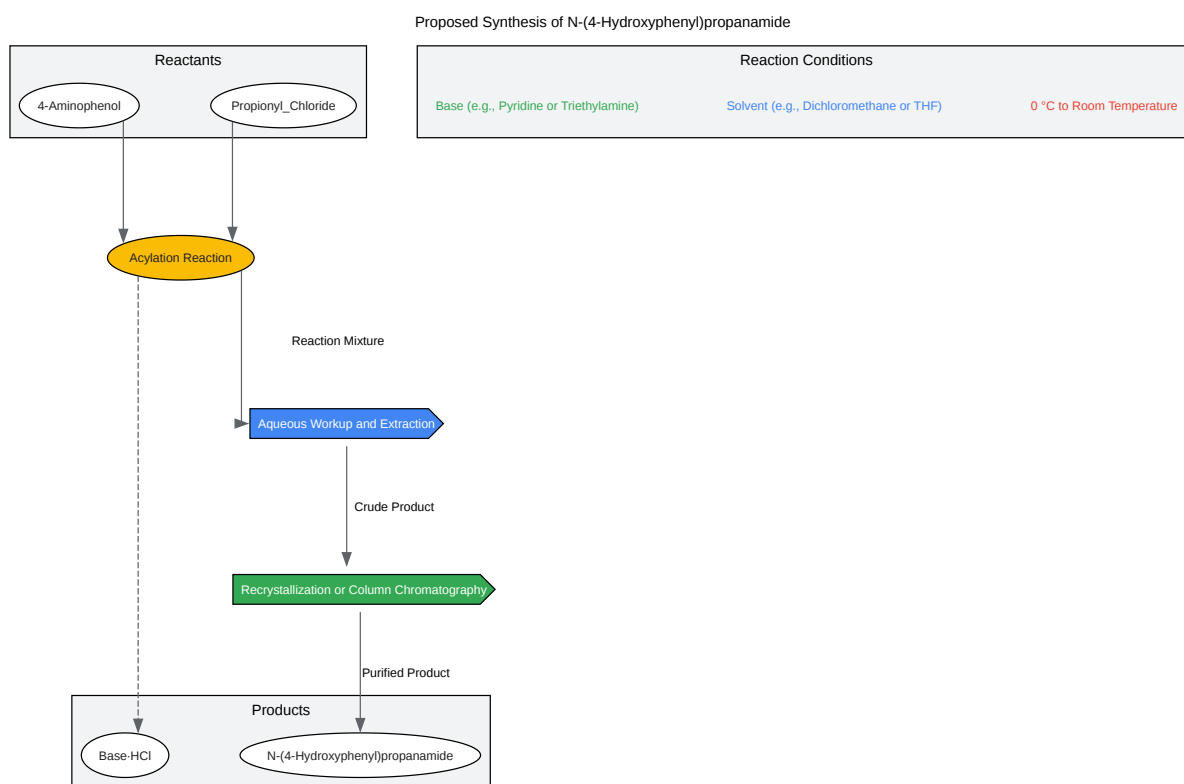 Proposed Synthesis of N-(4-Hydroxyphenyl)propanamide
Reactants
4-Aminophenol
Propionyl_Chloride
Reaction Conditions
Base (e.g., Pyridine or Triethylamine)
Solvent (e.g., Dichloromethane or THF)
0 °C to Room Temperature
Acylation Reaction
Reaction Mixture
Aqueous Workup and Extraction
Crude Product
Recrystallization or Column Chromatography
Purified Product
Products
Base·HCl
N-(4-Hydroxyphenyl)propanamide